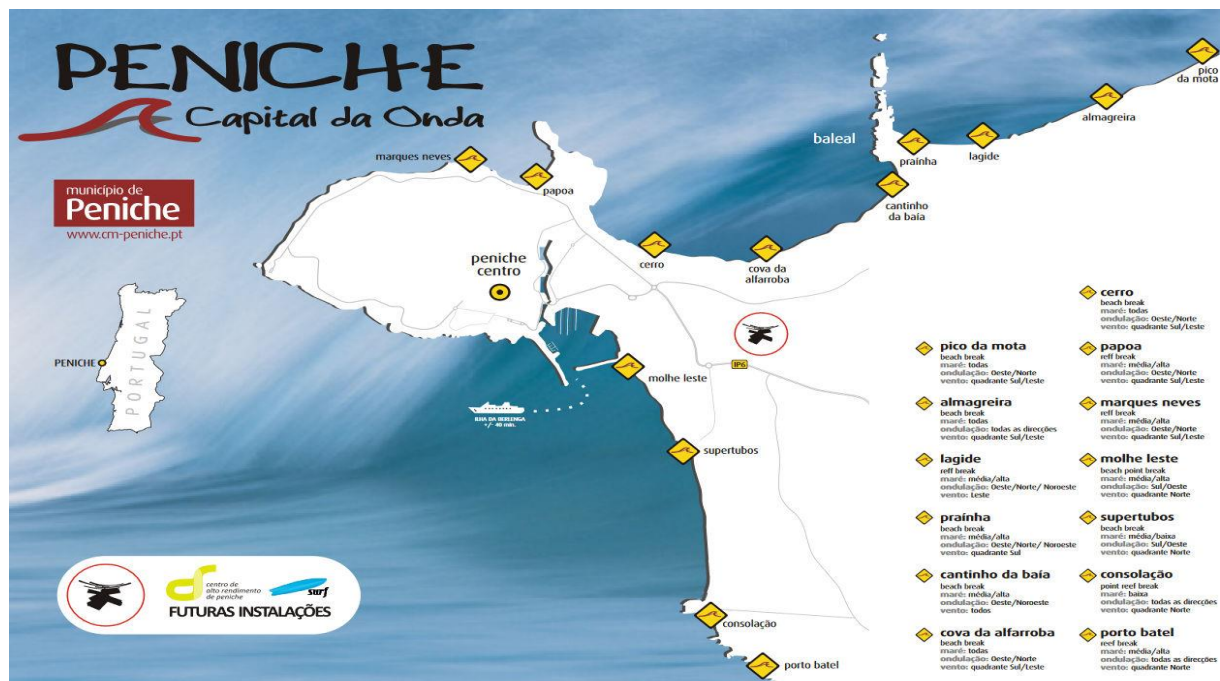 PENICHE
Capital da Onda
município de
Peniche
www.cm-peniche.pt
PENICHE
PORTUGAL
marques neves
papoa
peniche
centro
cerro
cova da
alfarroba
baleal
cantinho
da baía
praínha
lagide
almagreira
pico
da mota
molhe leste
IP6
ILHA DA BERLENGA
+/- 40 min.
supertubos
consolação
porto batel
centro de
alto rendimento
de peniche
surf
FUTURAS INSTALAÇÕES
pico da mota
beach break
maré: todas
ondulação: Oeste/Norte
vento: quadrante Sul/Leste
almagreira
beach break
maré: todas
ondulação: todas as direcções
vento: quadrante Sul/Leste
lagide
reff break
maré: média/alta
ondulação: Oeste/Norte/ Noroeste
vento: Leste
praínha
beach break
maré: média/alta
ondulação: Oeste/Norte/ Noroeste
vento: quadrante Sul
cantinho da baía
beach break
maré: média/alta
ondulação: Oeste/Noroeste
vento: todos
cova da alfarroba
beach break
maré: todas
ondulação: Oeste/Norte
vento: quadrante Sul/Leste
cerro
beach break
maré: todas
ondulação: Oeste/Norte
vento: quadrante Sul/Leste
papoa
reff break
maré: média/alta
ondulação: Oeste/Norte
vento: quadrante Sul/Leste
marques neves
reff break
maré: média/alta
ondulação: Oeste/Norte
vento: quadrante Sul/Leste
molhe leste
beach point break
maré: média/alta
ondulação: Sul/Oeste
vento: quadrante Norte
supertubos
beach break
maré: média/baixa
ondulação: Sul/Oeste
vento: quadrante Norte
consolação
point reef break
maré: baixa
ondulação: todas as direcções
vento: quadrante Norte
porto batel
reef break
maré: média/alta
ondulação: todas as direcções
vento: quadrante Norte